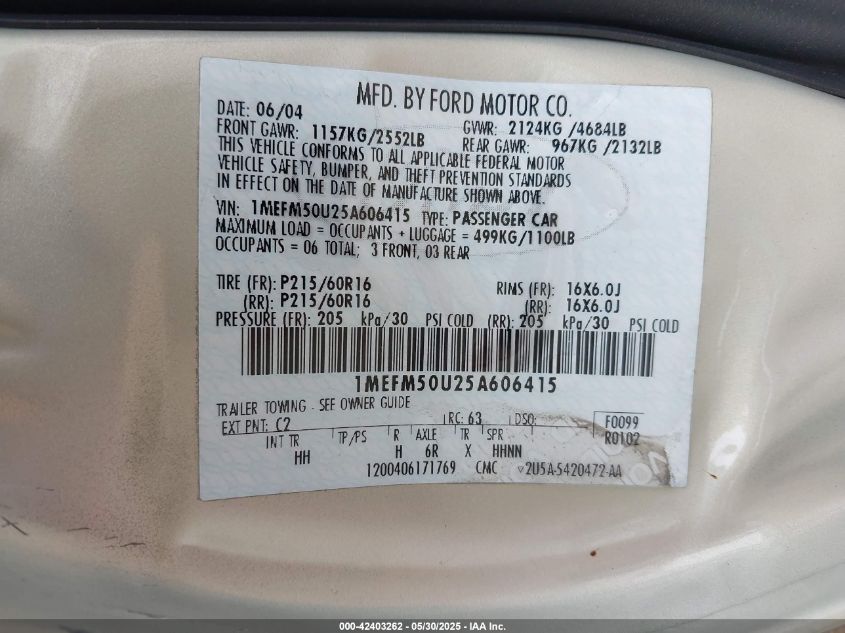 MFD. BY FORD MOTOR CO.
DATE: 06/04 GVWR: 2124KG /4684LB
FRONT GAWR: 1157KG/2552LB REAR GAWR: 967KG /2132LB
THIS VEHICLE CONFORMS TO ALL APPLICABLE FEDERAL MOTOR
VEHICLE SAFETY, BUMPER, AND THEFT PREVENTION STANDARDS
IN EFFECT ON THE DATE OF MANUFACTURE SHOWN ABOVE.
VIN: 1MEFM50U25A606415 TYPE: PASSENGER CAR
MAXIMUM LOAD = OCCUPANTS + LUGGAGE = 499KG/1100LB
OCCUPANTS = 06 TOTAL; 3 FRONT, 03 REAR
TIRE (FR): P215/60R16 RIMS (FR): 16X6.0J
(RR): P215/60R16 (RR): 16X6.0J
PRESSURE (FR): 205 kPa/30 PSI COLD (RR): 205 kPa/30 PSI COLD
1MEFM50U25A606415
TRAILER TOWING - SEE OWNER GUIDE
EXT PNT: C2 RC: 63 DSO: F0099
INT TR TP/PS R AXLE TR SPR R0102
HH H 6R X HHNN
1200406171769 CMC 2U5A-5420472-AA
000-42403262 - 05/30/2025 - IAA Inc.